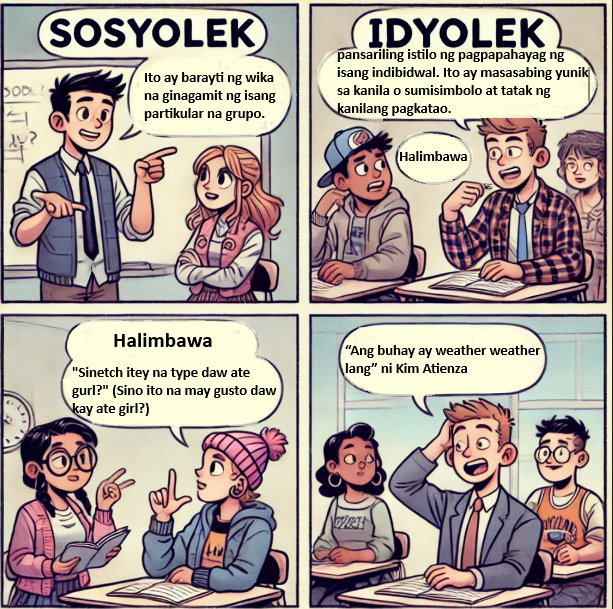 SOSYOLEK
Ito ay barayti ng wika
na ginagamit ng isang
partikular na grupo.
IDYOLEK
pansariling istilo ng pagpapahayag ng
isang indibidwal. Ito ay masasabing yunik
sa kanila o sumisimbolo at tatak ng
kanilang pagkatao.
Halimbawa
Halimbawa
"Sinetch itey na type daw ate
gurl?" (Sino ito na may gusto daw
kay ate girl?)
“Ang buhay ay weather weather
lang” ni Kim Atienza